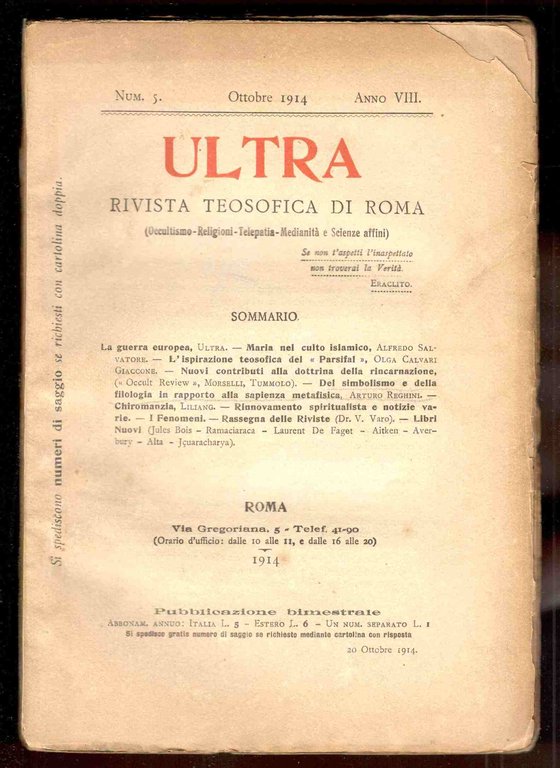 Num. 5. Ottobre 1914 Anno VIII.
ULTRA
RIVISTA TEOSOFICA DI ROMA
(Occultismo-Religioni-Telepatia-Medianità e Scienze affini)
Se non t'aspetti l'inaspettato
non troverai la Verità.
Eraclito.
SOMMARIO.
La guerra europea, Ultra. — Maria nel culto islamico, Alfredo Sal-
vatore. — L'ispirazione teosofica del « Parsifal », Olga Calvari
Giaccone. — Nuovi contributi alla dottrina della rincarnazione,
(« Occult Review », Morselli, Tummolo). — Del simbolismo e della
filologia in rapporto alla sapienza metafisica, Arturo Reghini. —
Chiromanzia, Liliang. — Rinnovamento spiritualista e notizie va-
rie. — I Fenomeni. — Rassegna delle Riviste (Dr. V. Varo). — Libri
Nuovi (Jules Bois - Ramaciaraca - Laurent De Faget - Aitken - Aver-
bury - Alta - Jçuaracharya).
ROMA
Via Gregoriana, 5 - Telef. 41-90
(Orario d'ufficio: dalle 10 alle 11, e dalle 16 alle 20)
1914
Pubblicazione bimestrale
Abbonam. annuo: Italia L. 5 - Estero L. 6 - Un num. separato L. 1
Si spedisce gratis numero di saggio se richiesto mediante cartolina con risposta
20 Ottobre 1914.
Si spediscono numeri di saggio se richiesti con cartolina doppia.